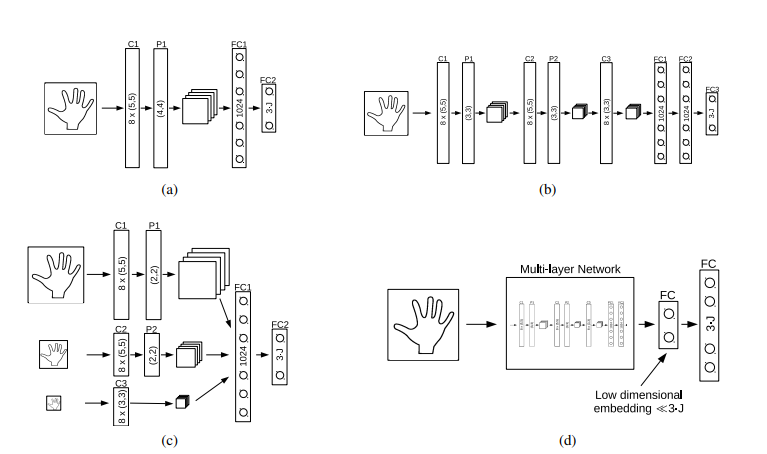 C1
P1
FC1
FC2
8 x (5,5)
(4,4)
1024
3·J
(a)
C1
P1
C2
P2
C3
FC1
FC2
FC3
8 x (5,5)
(3,3)
8 x (5,5)
(3,3)
8 x (3,3)
1024
1024
3·J
(b)
C1
P1
8 x (5,5)
(2,2)
FC1
C2
P2
FC2
8 x (5,5)
(2,2)
1024
3·J
C3
8 x (3,3)
(c)
Multi-layer Network
FC
FC
3·J
Low dimensional
embedding ≪3·J
(d)